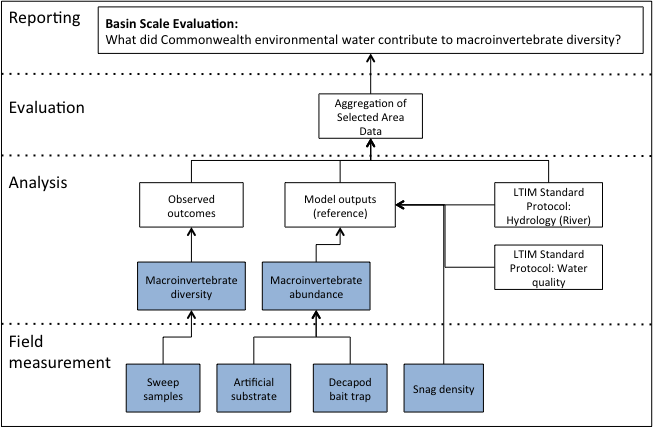 Reporting
Basin Scale Evaluation:
What did Commonwealth environmental water contribute to macroinvertebrate diversity?
Evaluation
Aggregation of
Selected Area
Data
Analysis
Observed
outcomes
Model outputs
(reference)
LTIM Standard
Protocol:
Hydrology (River)
Macroinvertebrate
diversity
Macroinvertebrate
abundance
LTIM Standard
Protocol: Water
quality
Field
measurement
Sweep
samples
Artificial
substrate
Decapod
bait trap
Snag density